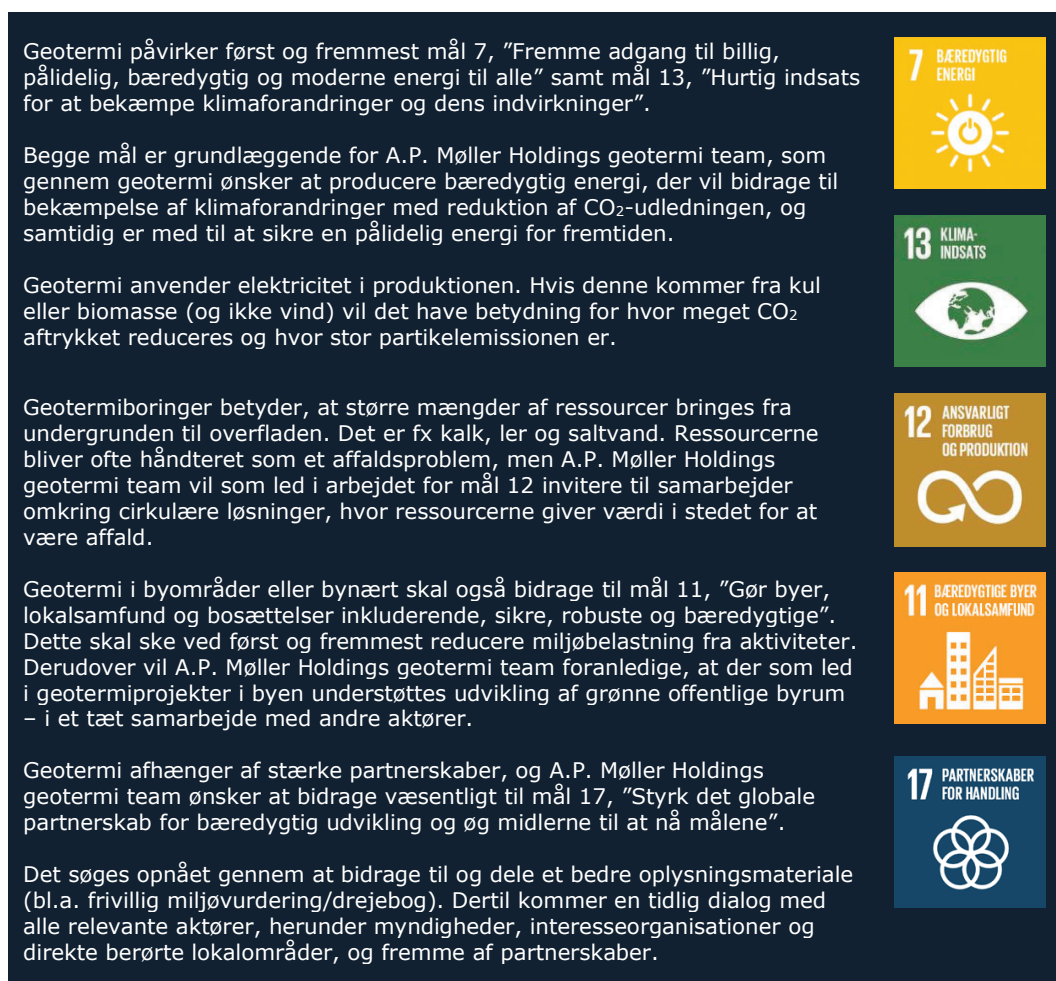 Geotermi påvirker først og fremmest mål 7, ”Fremme adgang til billig,
pålidelig, bæredygtig og moderne energi til alle” samt mål 13, ”Hurtig indsats
for at bekæmpe klimaforandringer og dens indvirkninger”.
7 BÆREDYGTIG
ENERGI
Begge mål er grundlæggende for A.P. Møller Holdings geotermi team, som
gennem geotermi ønsker at producere bæredygtig energi, der vil bidrage til
bekæmpelse af klimaforandringer med reduktion af CO₂-udledningen, og
samtidig er med til at sikre en pålidelig energi for fremtiden.
13 KLIMA-
INDSATS
Geotermi anvender elektricitet i produktionen. Hvis denne kommer fra kul
eller biomasse (og ikke vind) vil det have betydning for hvor meget CO₂
aftrykket reduceres og hvor stor partikelemissionen er.
Geotermiboringer betyder, at større mængder af ressourcer bringes fra
undergrunden til overfladen. Det er fx kalk, ler og saltvand. Ressourcerne
bliver ofte håndteret som et affaldsproblem, men A.P. Møller Holdings
geotermi team vil som led i arbejdet for mål 12 invitere til samarbejder
omkring cirkulære løsninger, hvor ressourcerne giver værdi i stedet for at
være affald.
12 ANSVARLIGT
FORBRUG
OG PRODUKTION
Geotermi i byområder eller bynært skal også bidrage til mål 11, ”Gør byer,
lokalsamfund og bosættelser inkluderende, sikre, robuste og bæredygtige”.
Dette skal ske ved først og fremmest reducere miljøbelastning fra aktiviteter.
Derudover vil A.P. Møller Holdings geotermi team foranledige, at der som led
i geotermiprojekter i byen understøttes udvikling af grønne offentlige byrum
– i et tæt samarbejde med andre aktører.
11 BÆREDYGTIGE BYER
OG LOKALSAMFUND
Geotermi afhænger af stærke partnerskaber, og A.P. Møller Holdings
geotermi team ønsker at bidrage væsentligt til mål 17, ”Styrk det globale
partnerskab for bæredygtig udvikling og øg midlerne til at nå målene”.
17 PARTNERSKABER
FOR HANDLING
Det søges opnået gennem at bidrage til og dele et bedre oplysningsmateriale
(bl.a. frivillig miljøvurdering/drejebog). Dertil kommer en tidlig dialog med
alle relevante aktører, herunder myndigheder, interesseorganisationer og
direkte berørte lokalområder, og fremme af partnerskaber.